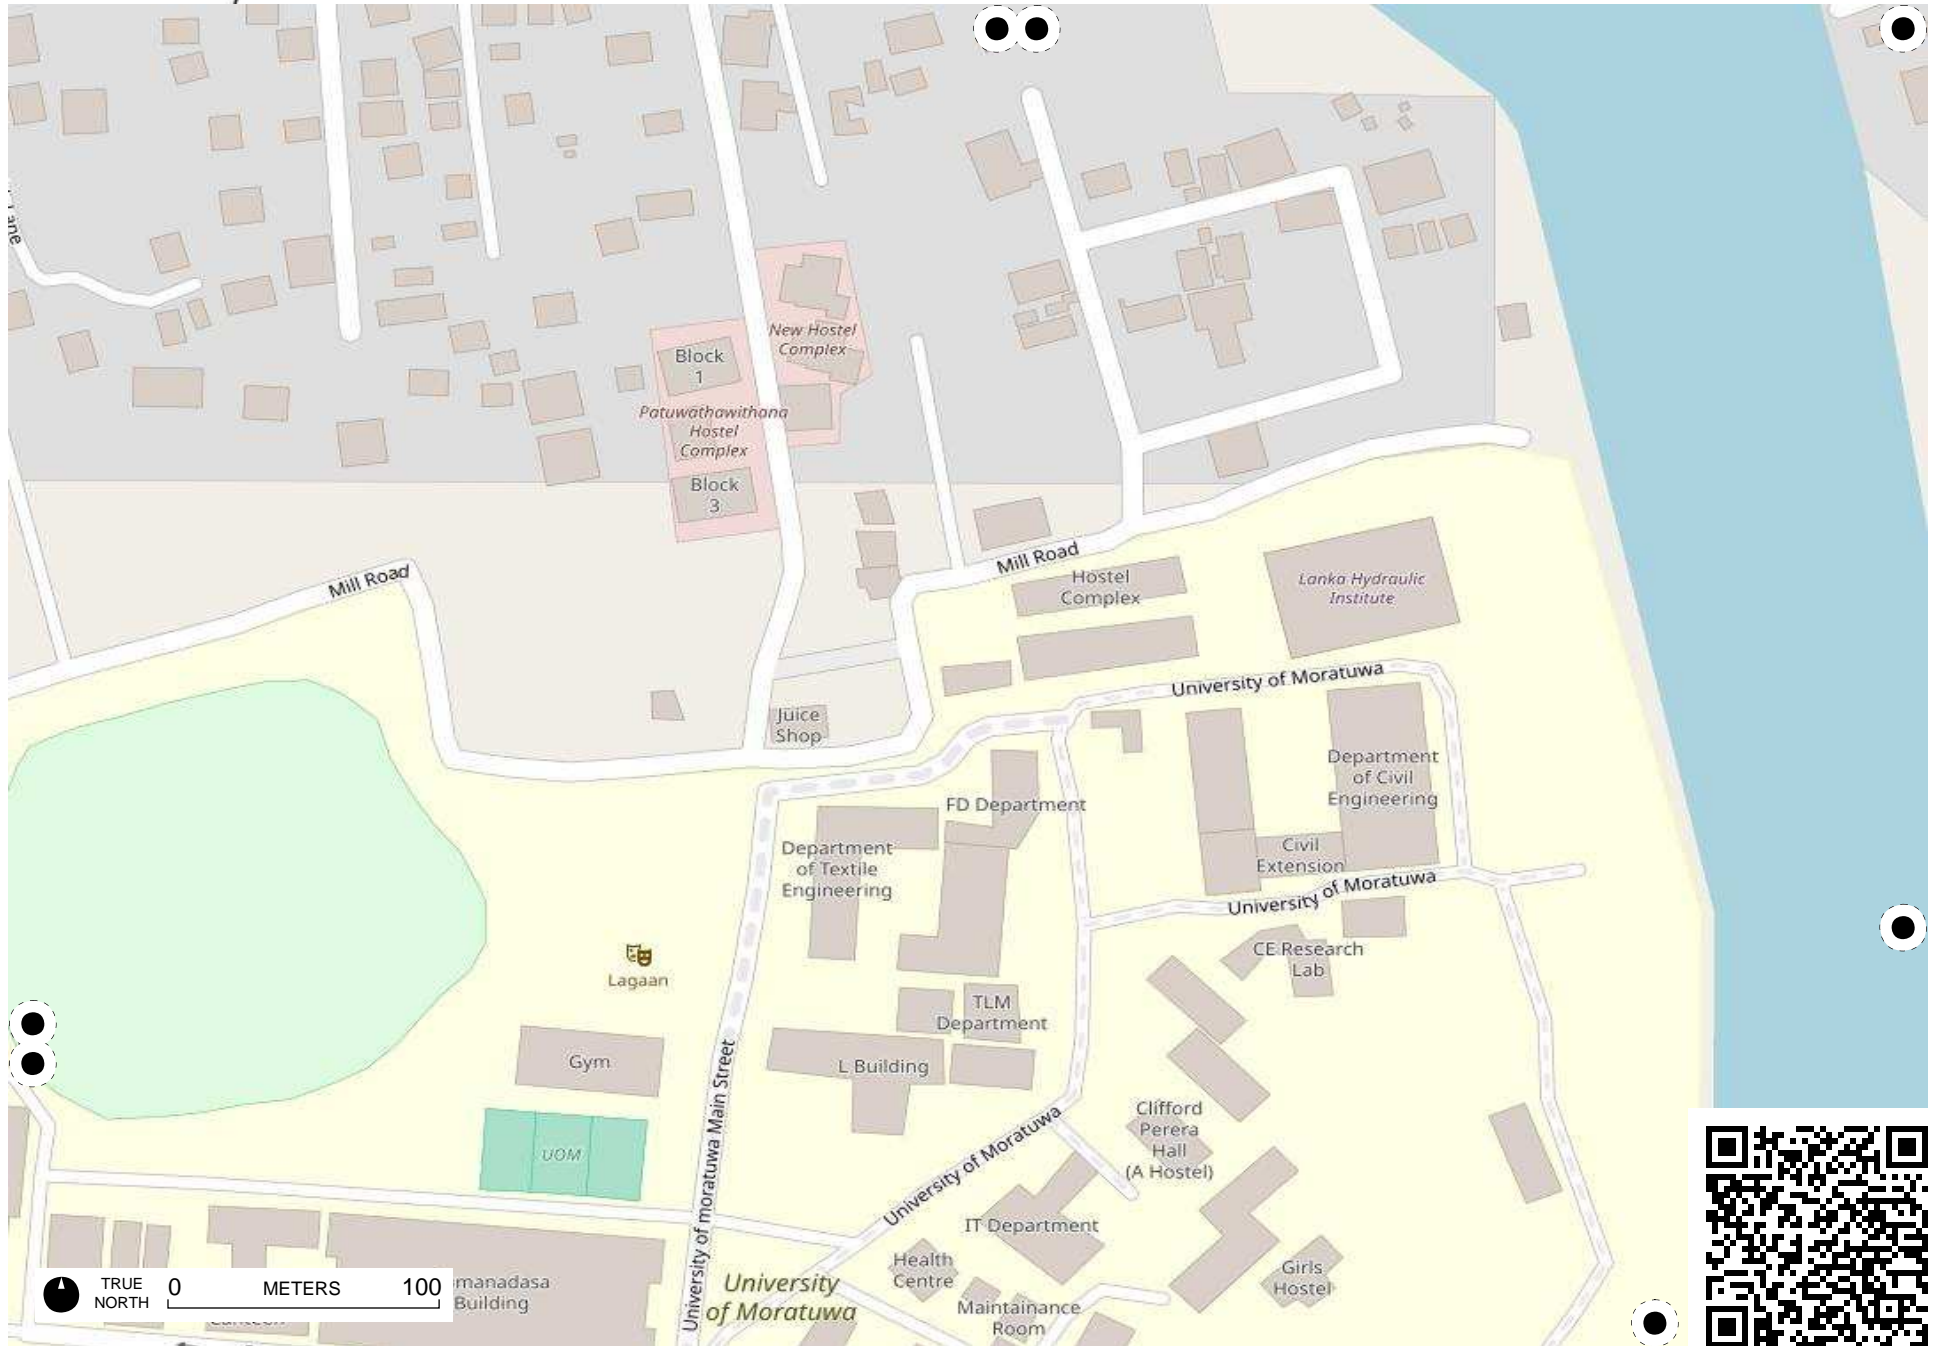 Lane
New Hostel
Complex
Block
1
Patuwathawithana
Hostel
Complex
Block
3
Mill Road
Mill Road
Hostel
Complex
Lanka Hydraulic
Institute
University of Moratuwa
Juice
Shop
Department
of Civil
Engineering
FD Department
Department
of Textile
Engineering
Civil
Extension
University of Moratuwa
CE Research
Lab
Lagaan
TLM
Department
Gym
L Building
University of moratuwa Main Street
UOM
Clifford
Perera
Hall
(A Hostel)
University of Moratuwa
IT Department
Health
Centre
Girls
Hostel
University
of Moratuwa
Maintainance
Room
manadasa
Building
TRUE
NORTH
0 METERS 100